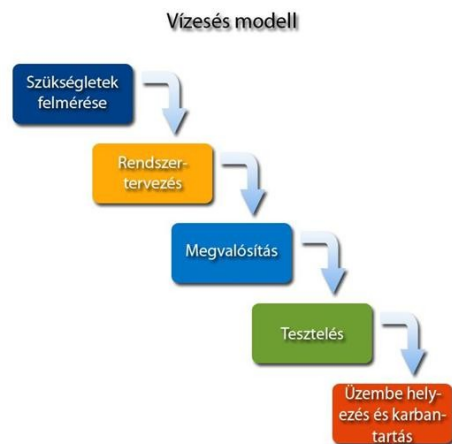 Vízesés modell
Szükségletek
felmérése
Rendszer-
tervezés
Megvalósítás
Tesztelés
Üzembe hely-
ezés és karban-
tartás